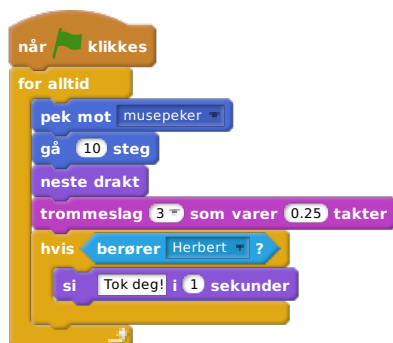 når klikkes
for alltid
pek mot musepeker
gå 10 steg
neste drakt
trommeslag 3 som varer 0.25 takter
hvis berører Herbert ?
si Tok deg! i 1 sekunder